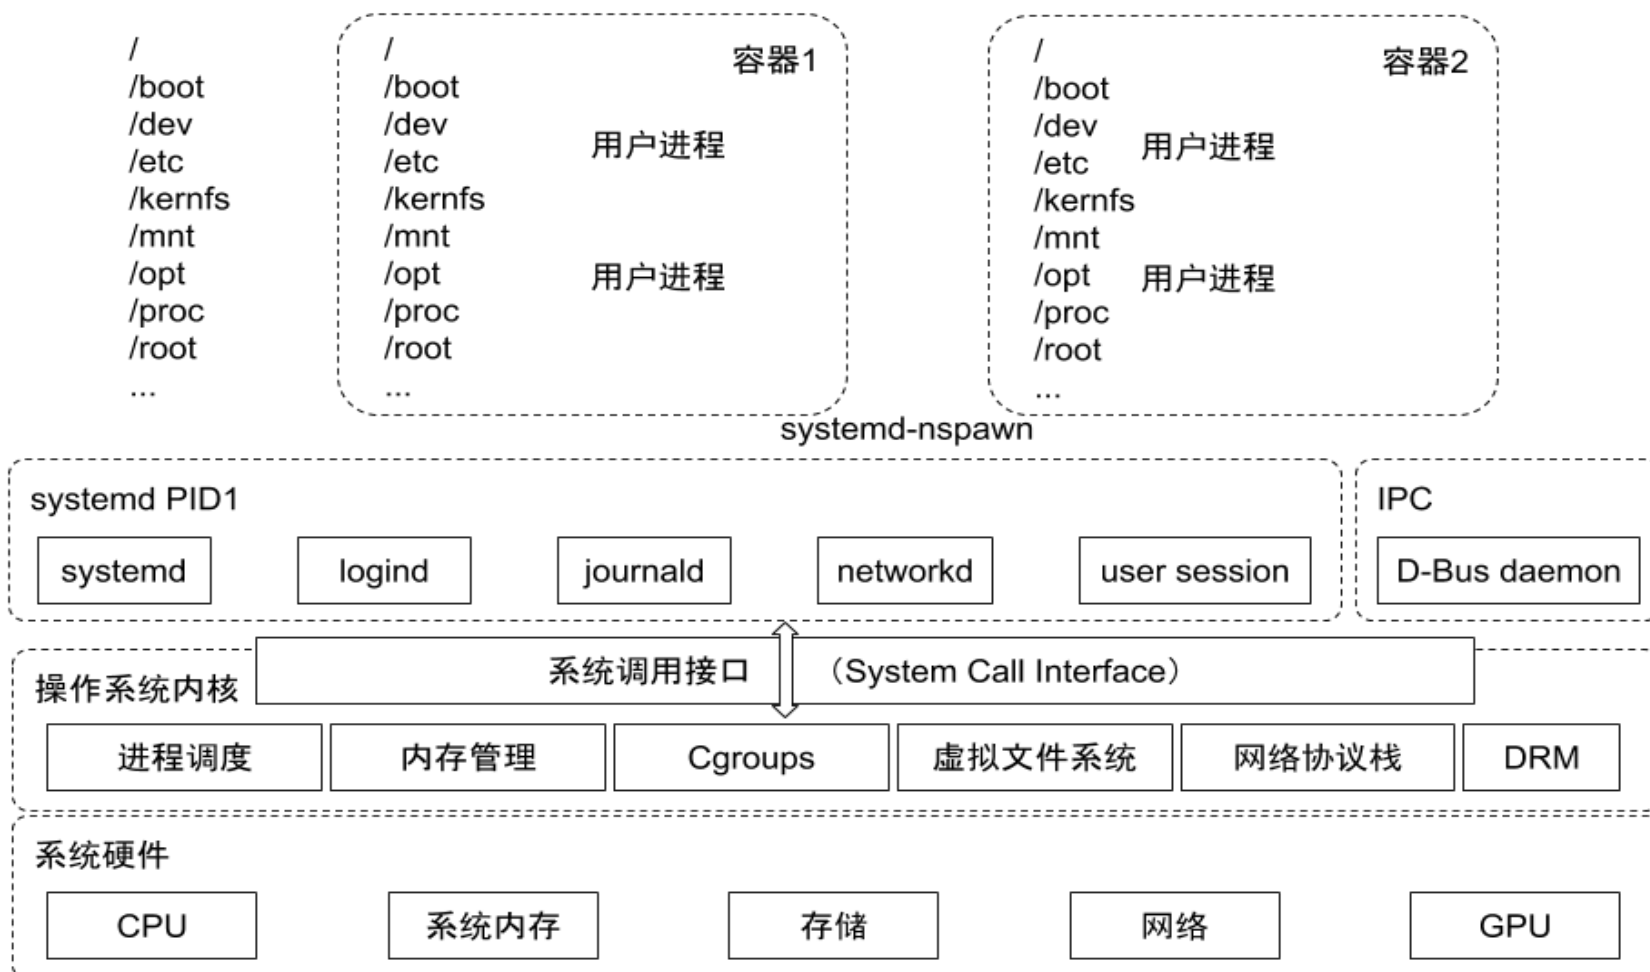 /
/boot
/dev
/etc
/kernfs
/mnt
/opt
/proc
/root
...
容器1
/
/boot
/dev
/etc
/kernfs
/mnt
/opt
/proc
/root
...
用户进程
用户进程
容器2
/
/boot
/dev
/etc
/kernfs
/mnt
/opt
/proc
/root
...
用户进程
用户进程
systemd-nspawn
systemd PID1
systemd
logind
journald
networkd
user session
IPC
D-Bus daemon
系统调用接口 （System Call Interface）
操作系统内核
进程调度
内存管理
Cgroups
虚拟文件系统
网络协议栈
DRM
系统硬件
CPU
系统内存
存储
网络
GPU